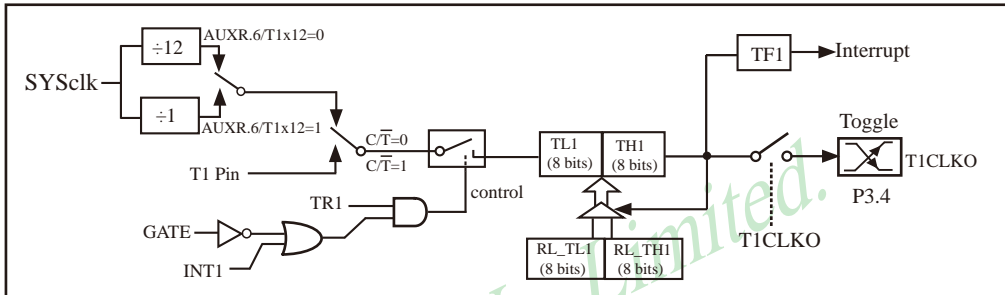 ÷12
AUXR.6/T1x12=0
SYSclk
÷1
AUXR.6/T1x12=1
C/T̅=0
C/T̅=1
T1 Pin
TR1
control
GATE
INT1
TL1
(8 bits)
TH1
(8 bits)
RL_TL1
(8 bits)
RL_TH1
(8 bits)
TF1
Interrupt
Toggle
T1CLKO
P3.4
T1CLKO
Limited.